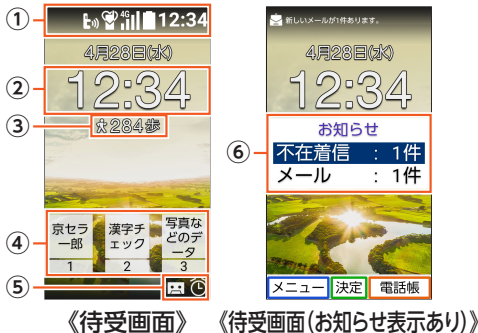 ① 4G 12:34
4月28日(水)
② 12:34
③ 284歩
④ 京セラ一郎 漢字チェック 写真などのデータ
1 2 3
⑤
《待受画面》
新しいメールが1件あります。
4月28日(水)
12:34
お知らせ
⑥ 不在着信 : 1件
メール : 1件
メニュー 決定 電話帳
《待受画面(お知らせ表示あり)》